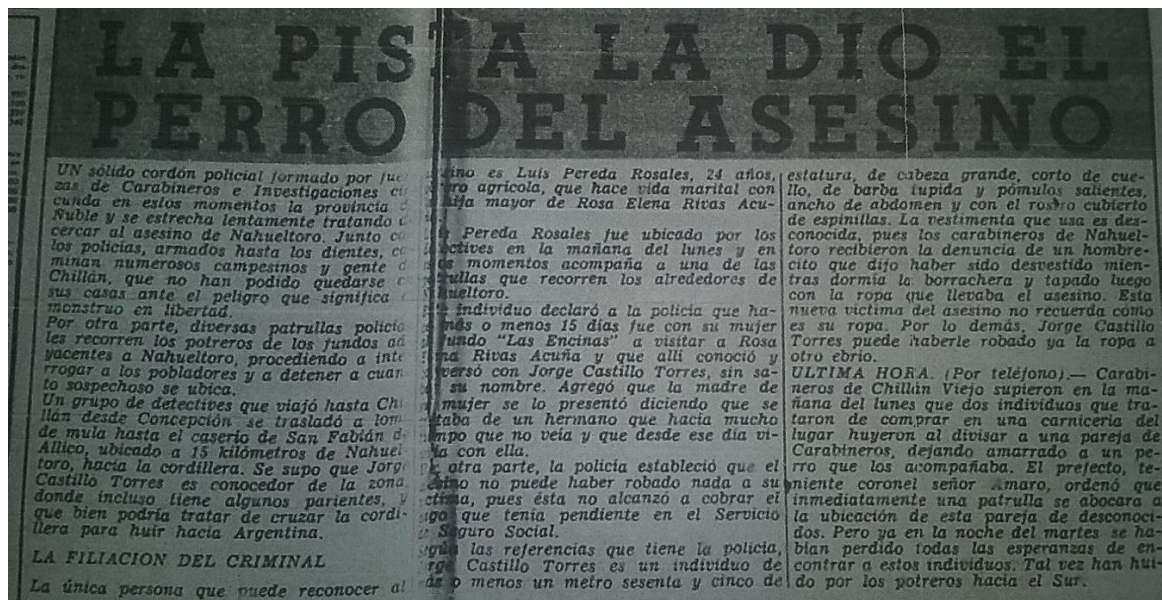 LA PISTA LA DIO EL
PERRO DEL ASESINO
UN sólido cordón policial formado por
zas de Carabineros e Investigaciones
cunda en estos momentos la provincia
Ñuble y se estrecha lentamente tratando
cercar al asesino de Nahueltoro. Junto
los policías, armados hasta los dientes,
minan numerosos campesinos y gente
Chillán, que no han podido quedarse
sus casas ante el peligro que significa
monstruo en libertad.
Por otra parte, diversas patrullas policia
les recorren los potreros de los fundos ad
yacentes a Nahueltoro, procediendo a inte
rrogar a los pobladores y a detener a cuan
to sospechoso se ubica.
Un grupo de detectives que viajó hasta Chi
llán desde Concepción se trasladó a lom
de mula hasta el caserío de San Fabián d
Allico, ubicado a 15 kilómetros de Nahuel
toro, hacia la cordillera. Se supo que Jorge
Castillo Torres es conocedor de la zona,
donde incluso tiene algunos parientes, y
que bien podría tratar de cruzar la cordi-
llera para huir hacia Argentina.
LA FILIACION DEL CRIMINAL
La única persona que puede reconocer al
sino es Luis Pereda Rosales, 24 años,
ro agrícola, que hace vida marital con
hija mayor de Rosa Elena Rivas Acu-
Pereda Rosales fue ubicado por los
ectives en la mañana del lunes y en
momentos acompaña a una de las
rullas que recorren los alrededores de
hueltoro.
individuo declaró a la policía que ha-
más o menos 15 días fue con su mujer
fundo "Las Encinas" a visitar a Rosa
na Rivas Acuña y que allí conoció y
versó con Jorge Castillo Torres, sin sa-
su nombre. Agregó que la madre de
mujer se lo presentó diciendo que se
taba de un hermano que hacía mucho
mpo que no veía y que desde ese día vi-
a con ella.
otra parte, la policía estableció que el
sino no puede haber robado nada a su
ctima, pues ésta no alcanzó a cobrar el
go que tenía pendiente en el Servicio
Seguro Social.
egún las referencias que tiene la policía,
rge Castillo Torres es un individuo de
ás o menos un metro sesenta y cinco de
estatura, de cabeza grande, corto de cue-
llo, de barba tupida y pómulos salientes,
ancho de abdomen y con el rostro cubierto
de espinillas. La vestimenta que usa es des-
conocida, pues los carabineros de Nahuel-
toro recibieron la denuncia de un hombre-
cito que dijo haber sido desvestido mien-
tras dormía la borrachera y tapado luego
con la ropa que llevaba el asesino. Esta
nueva víctima del asesino no recuerda cómo
es su ropa. Por lo demás, Jorge Castillo
Torres puede haberle robado ya la ropa a
otro ebrio.
ULTIMA HORA. (Por teléfono).— Carabi-
neros de Chillán Viejo supieron en la ma-
ñana del lunes que dos individuos que tra-
taron de comprar en una carnicería del
lugar huyeron al divisar a una pareja de
Carabineros, dejando amarrado a un pe-
rro que los acompañaba. El prefecto, te-
niente coronel señor Amaro, ordenó que
inmediatamente una patrulla se abocara a
la ubicación de esta pareja de desconoci-
dos. Pero ya en la noche del martes se ha-
bían perdido todas las esperanzas de en-
contrar a estos individuos. Tal vez han hui-
do por los potreros hacia el Sur.